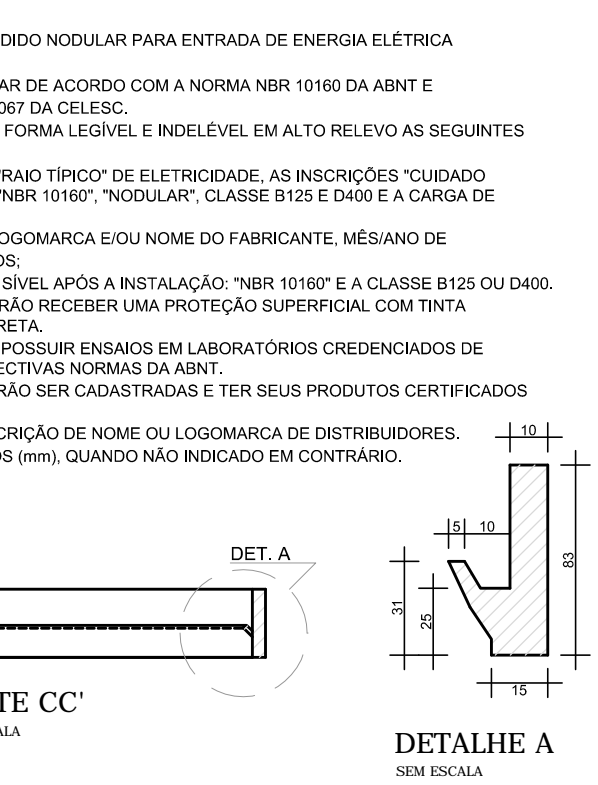 DIDO NODULAR PARA ENTRADA DE ENERGIA ELÉTRICA
AR DE ACORDO COM A NORMA NBR 10160 DA ABNT E
067 DA CELESC.
FORMA LEGÍVEL E INDELÉVEL EM ALTO RELEVO AS SEGUINTES
"RAIO TÍPICO" DE ELETRICIDADE, AS INSCRIÇÕES "CUIDADO
"NBR 10160", "NODULAR", CLASSE B125 E D400 E A CARGA DE
OGOMARCA E/OU NOME DO FABRICANTE, MÊS/ANO DE
OS;
SÍVEL APÓS A INSTALAÇÃO: "NBR 10160" E A CLASSE B125 OU D400.
RÃO RECEBER UMA PROTEÇÃO SUPERFICIAL COM TINTA
RETA.
POSSUIR ENSAIOS EM LABORATÓRIOS CREDENCIADOS DE
ECTIVAS NORMAS DA ABNT.
RÃO SER CADASTRADAS E TER SEUS PRODUTOS CERTIFICADOS
CRIÇÃO DE NOME OU LOGOMARCA DE DISTRIBUIDORES.
OS (mm), QUANDO NÃO INDICADO EM CONTRÁRIO.
10
5 10
83
DET. A
31
25
15
TE CC'
ALA
DETALHE A
SEM ESCALA